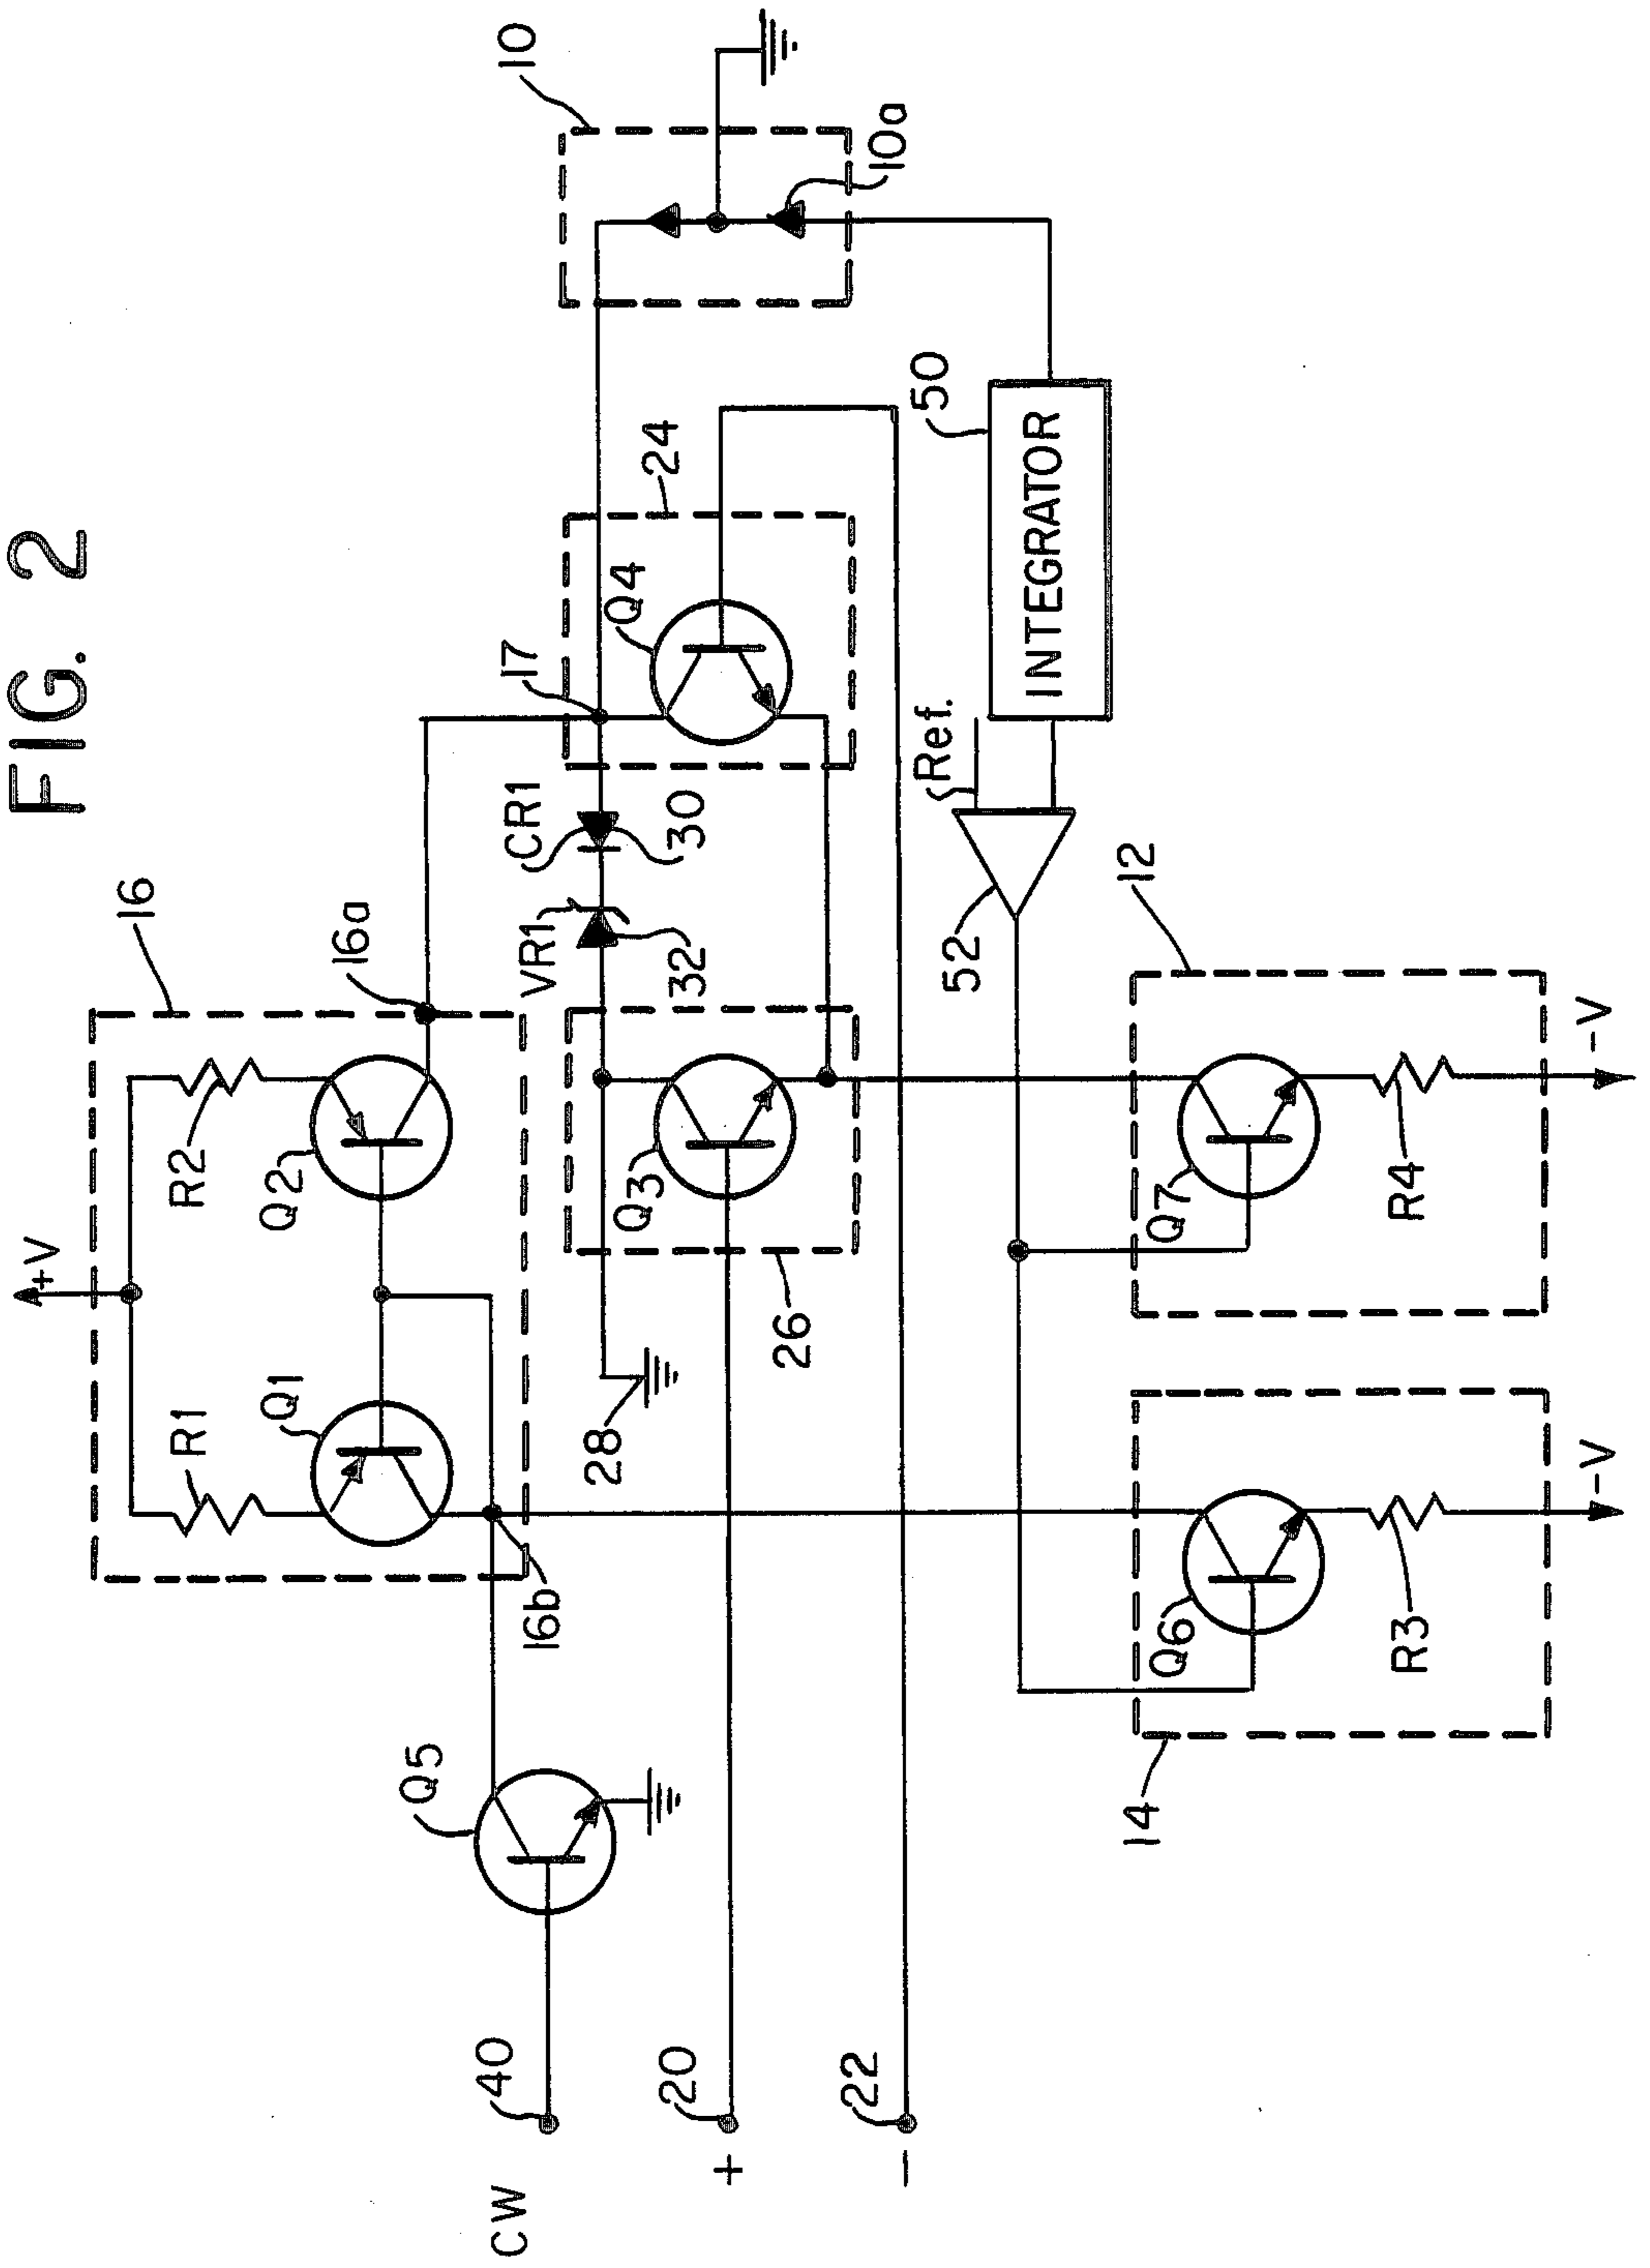 FIG. 2
+V
16
R1
R2
Q1
Q2
16a
16b
17
10
CR1
VR1
30
32
28
Q5
Q3
Q4
24
26
10a
CW
40
+
20
-
22
Ref.
50
INTEGRATOR
52
14
12
Q6
Q7
R3
R4
-V
-V